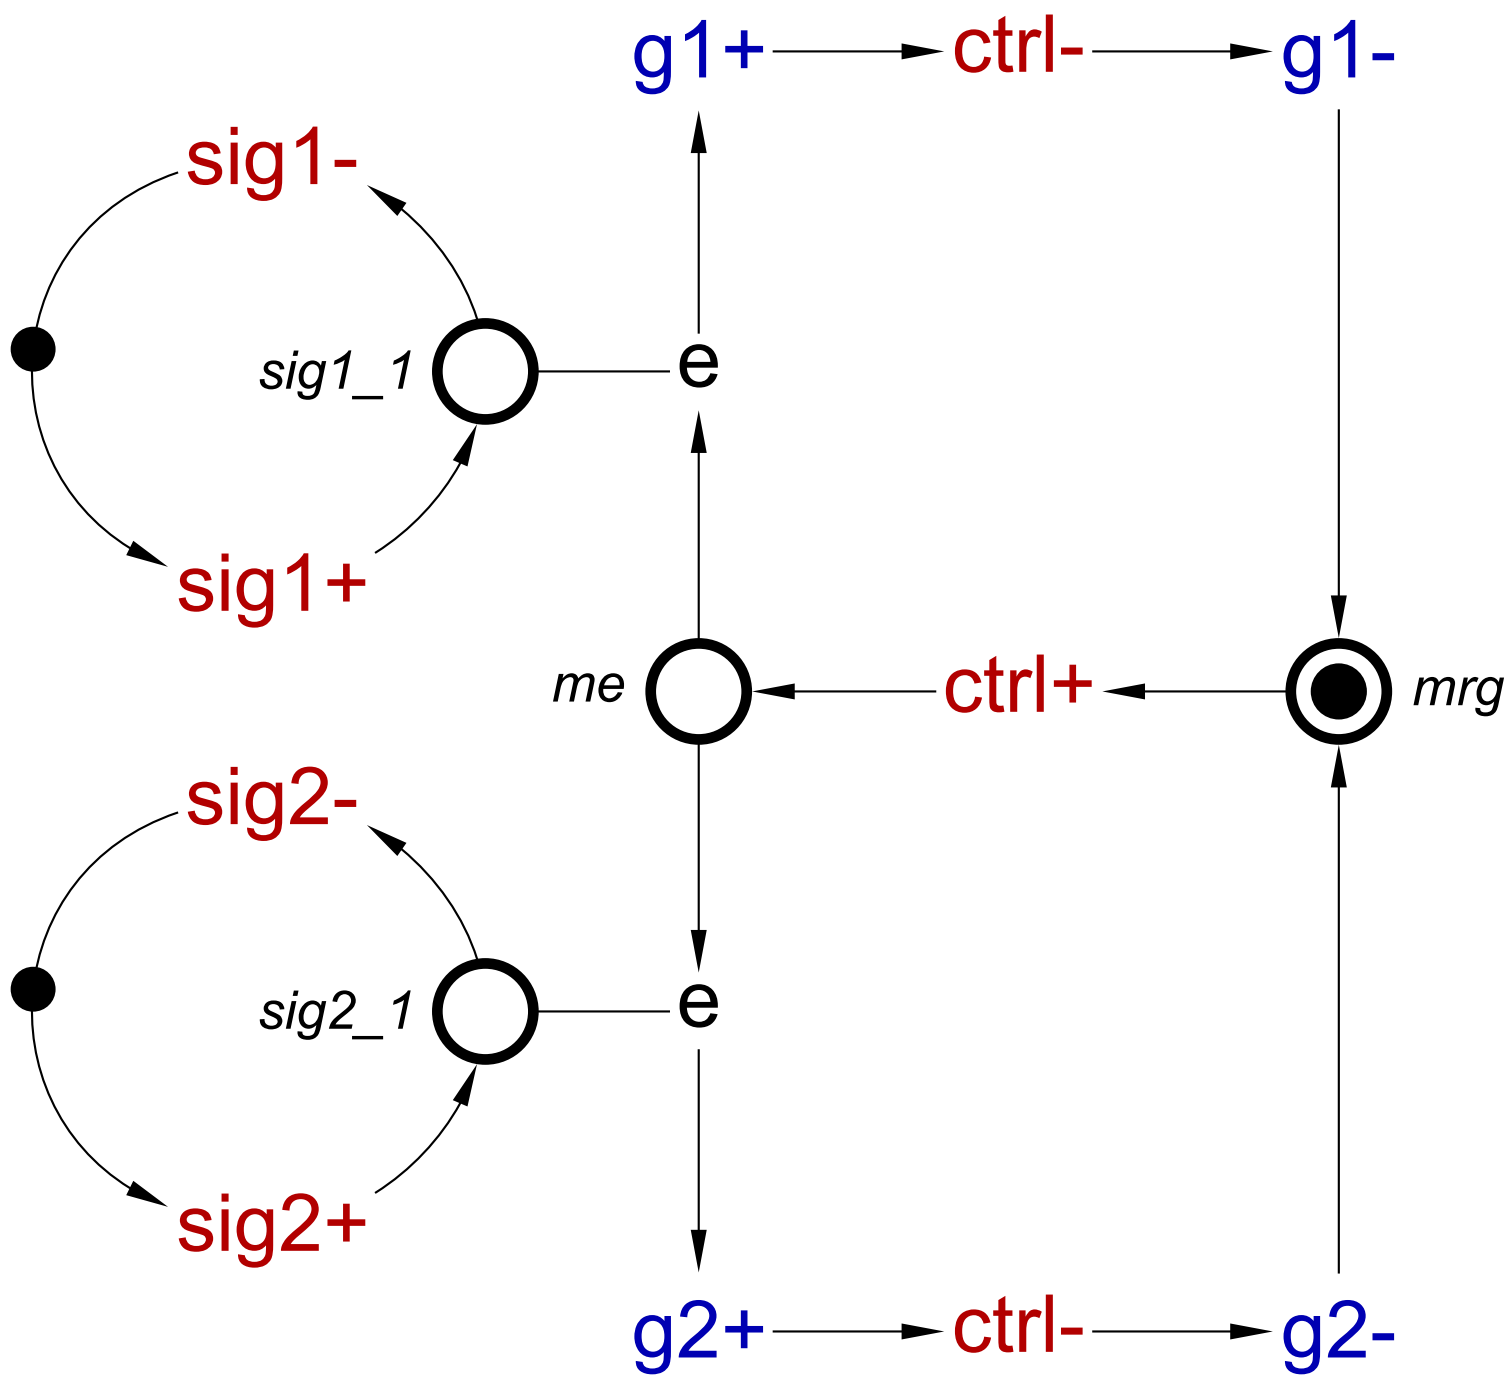 g1+ ctrl- g1-
sig1-
sig1_1 e
sig1+
me ctrl+ mrg
sig2-
sig2_1 e
sig2+
g2+ ctrl- g2-